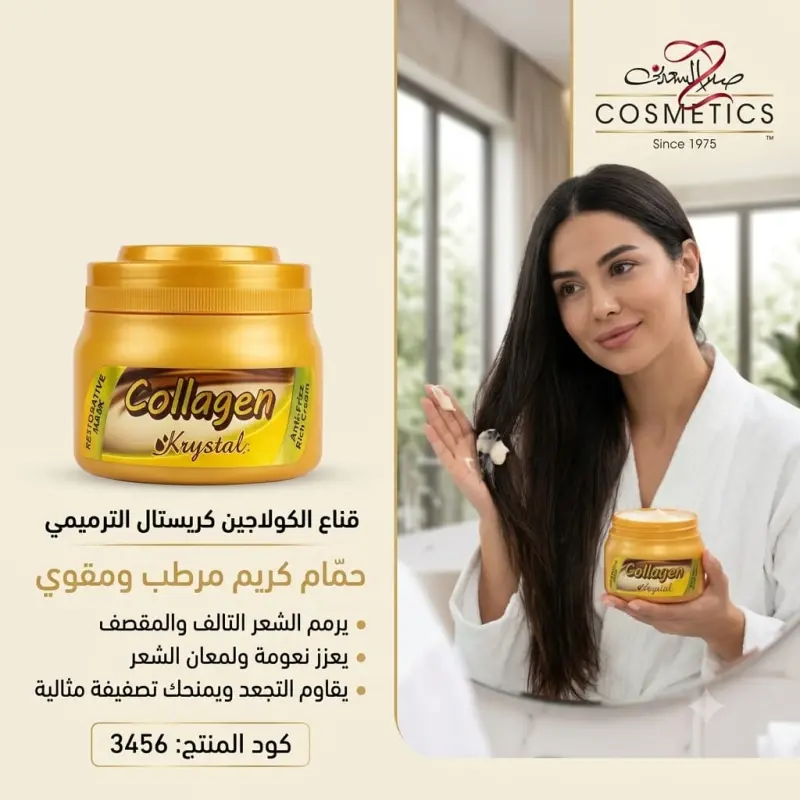 COSMETICS
Since 1975
TM
RESTORATIVE
MASK
Collagen
Krystal
Anti-Frizz
Rich Cream
قناع الكولاجين كريستال الترميمي
حمّام كريم مرطب ومقوي
يرمم الشعر التالف والمقصف
يعزز نعومة ولمعان الشعر
يقاوم التجعد ويمنحك تصفيفة مثالية
كود المنتج: 3456
Collagen
Krystal